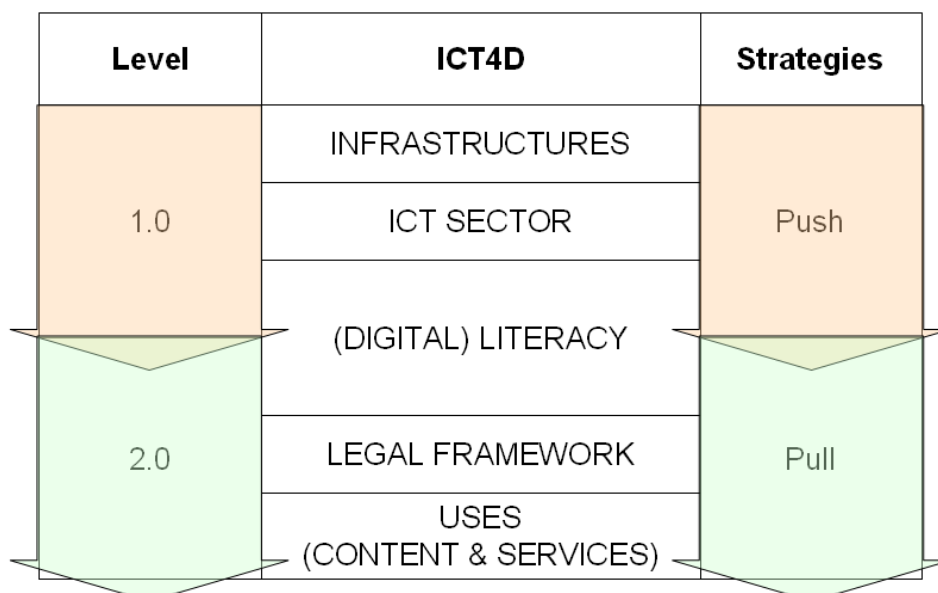 Level ICT4D Strategies
INFRASTRUCTURES
1.0 ICT SECTOR Push
(DIGITAL) LITERACY
2.0 LEGAL FRAMEWORK Pull
USES
(CONTENT & SERVICES)